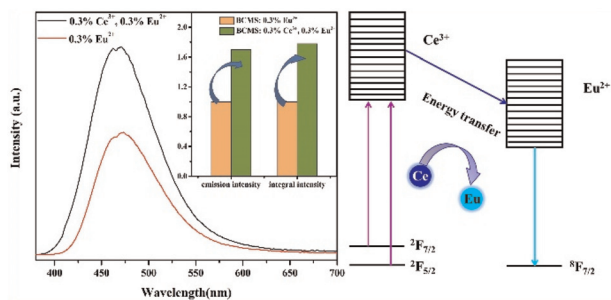 0.3% Ce³⁺, 0.3% Eu²⁺
0.3% Eu²⁺
BCMS: 0.3% Eu²⁺
BCMS: 0.3% Ce³⁺, 0.3% Eu²
2.0
1.6
1.2
0.8
0.4
0.0
emission intensity
integral intensity
Intensity (a.u.)
400
450
500
550
600
650
700
Wavelength(nm)
Ce³⁺
Eu²⁺
Energy transfer
Ce
Eu
²F₇/₂
²F₅/₂
⁸F₇/₂